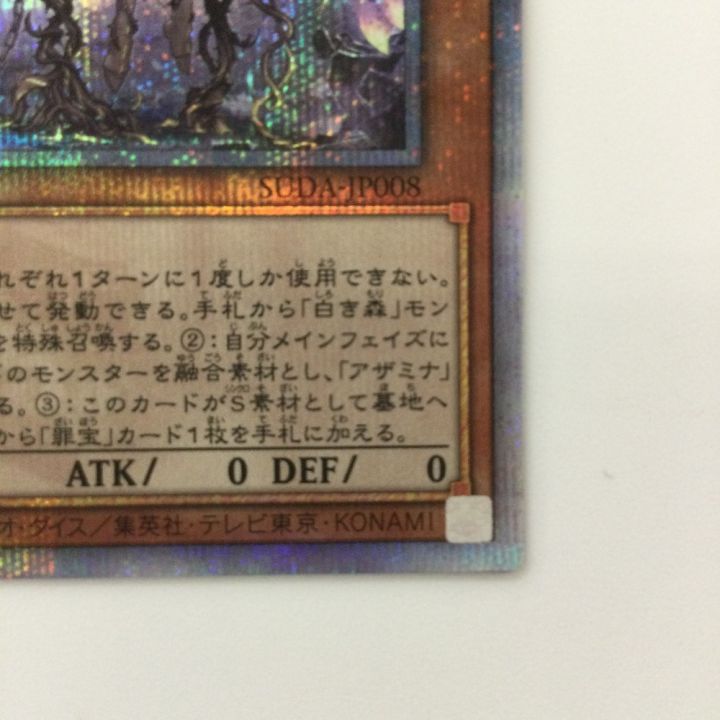 SUDA-JP008
れぞれ1ターンに1度しか使用できない。
せて発動できる。手札から「白き森」モン
を特殊召喚する。②:自分メインフェイズに
のモンスターを融合素材とし、「アザミナ
る。③:このカードがS素材として墓地へ
から「罪宝」カード1枚を手札に加える。
ATK/ 0 DEF/ 0
オ・ダイス/集英社・テレビ東京・KONAMI